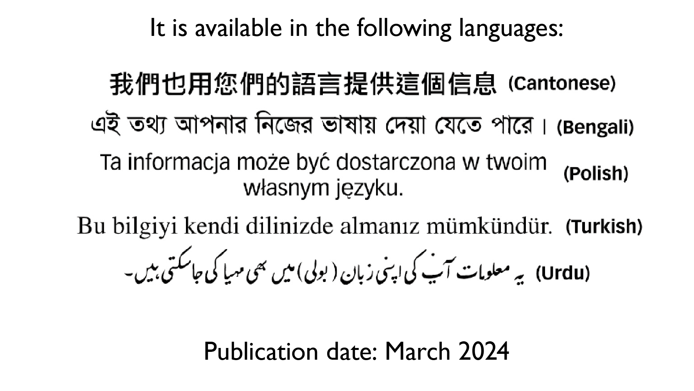 It is available in the following languages:
我們也用您們的語言提供這個信息 (Cantonese)
এই তথ্য আপনার নিজের ভাষায় দেয়া যেতে পারে । (Bengali)
Ta informacja może być dostarczona w twoim
własnym języku. (Polish)
Bu bilgiyi kendi dilinizde almanız mümkündür. (Turkish)
یہ معلومات آپ کی اپنی زبان (بولی) میں بھی مہیا کی جا سکتی ہیں۔ (Urdu)
Publication date: March 2024